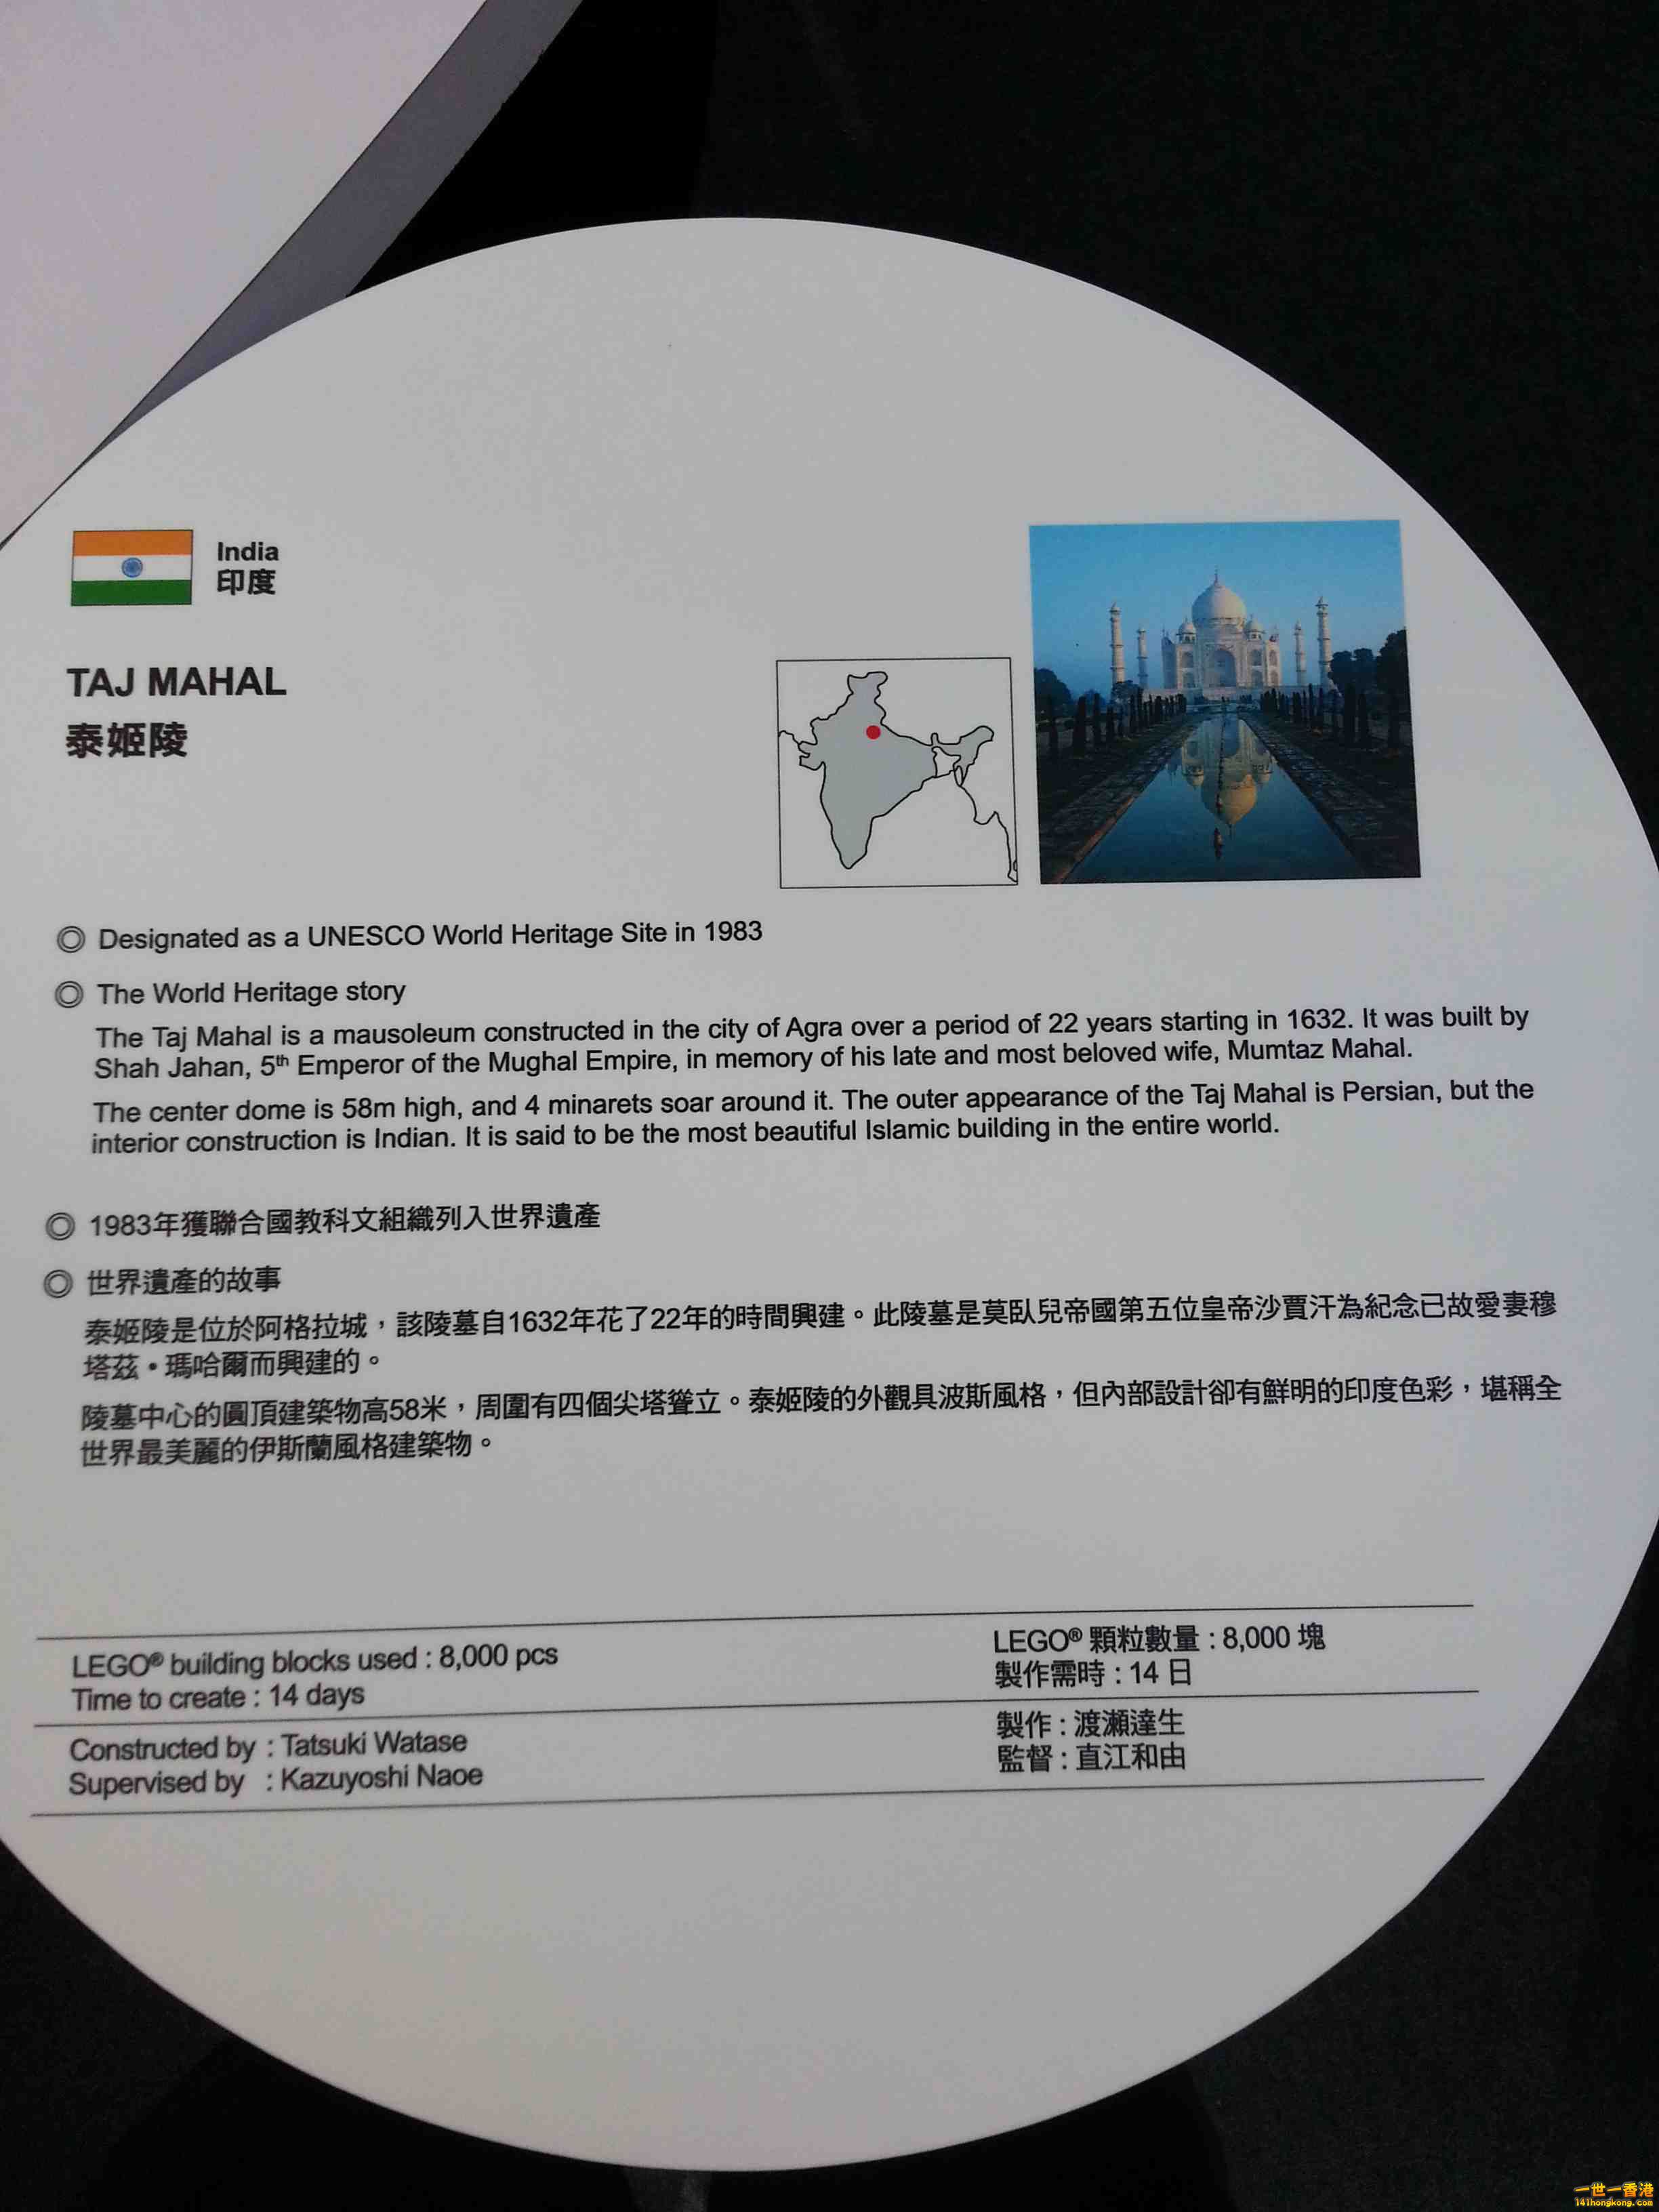 India
印度
TAJ MAHAL
泰姬陵
◎ Designated as a UNESCO World Heritage Site in 1983
◎ The World Heritage story
The Taj Mahal is a mausoleum constructed in the city of Agra over a period of 22 years starting in 1632. It was built by
Shah Jahan, 5th Emperor of the Mughal Empire, in memory of his late and most beloved wife, Mumtaz Mahal.
The center dome is 58m high, and 4 minarets soar around it. The outer appearance of the Taj Mahal is Persian, but the
interior construction is Indian. It is said to be the most beautiful Islamic building in the entire world.
◎ 1983年獲聯合國教科文組織列入世界遺產
◎ 世界遺產的故事
泰姬陵是位於阿格拉城，該陵墓自1632年花了22年的時間興建。此陵墓是莫臥兒帝國第五位皇帝沙賈汗為紀念已故愛妻穆
塔茲•瑪哈爾而興建的。
陵墓中心的圓頂建築物高58米，周圍有四個尖塔聳立。泰姬陵的外觀具波斯風格，但內部設計卻有鮮明的印度色彩，堪稱全
世界最美麗的伊斯蘭風格建築物。
LEGO® building blocks used : 8,000 pcs
Time to create : 14 days
LEGO® 顆粒數量 : 8,000 塊
製作需時 : 14 日
Constructed by : Tatsuki Watase
Supervised by : Kazuyoshi Naoe
製作 : 渡瀬達生
監督 : 直江和由
一世一香港
141hongkong.com